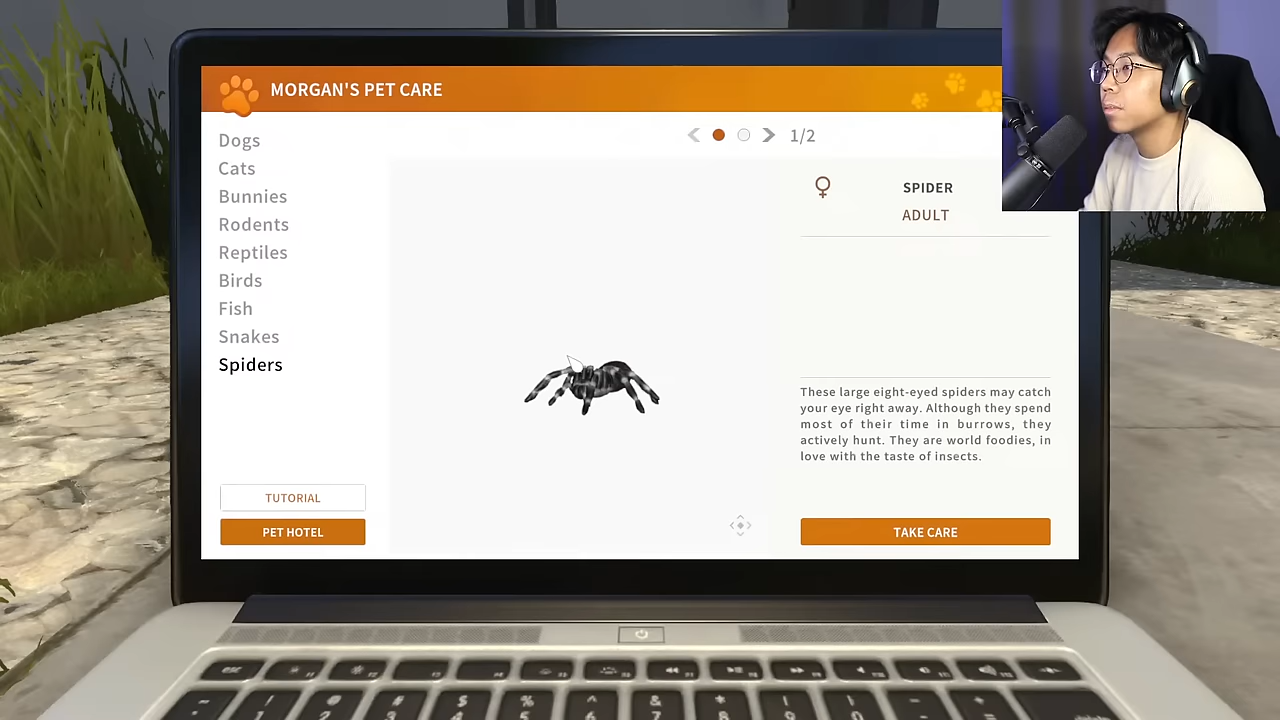 MORGAN'S PET CARE
Dogs
Cats
Bunnies
Rodents
Reptiles
Birds
Fish
Snakes
Spiders
TUTORIAL
PET HOTEL
1/2
SPIDER
ADULT
These large eight-eyed spiders may catch
your eye right away. Although they spend
most of their time in burrows, they
actively hunt. They are world foodies, in
love with the taste of insects.
TAKE CARE
esc